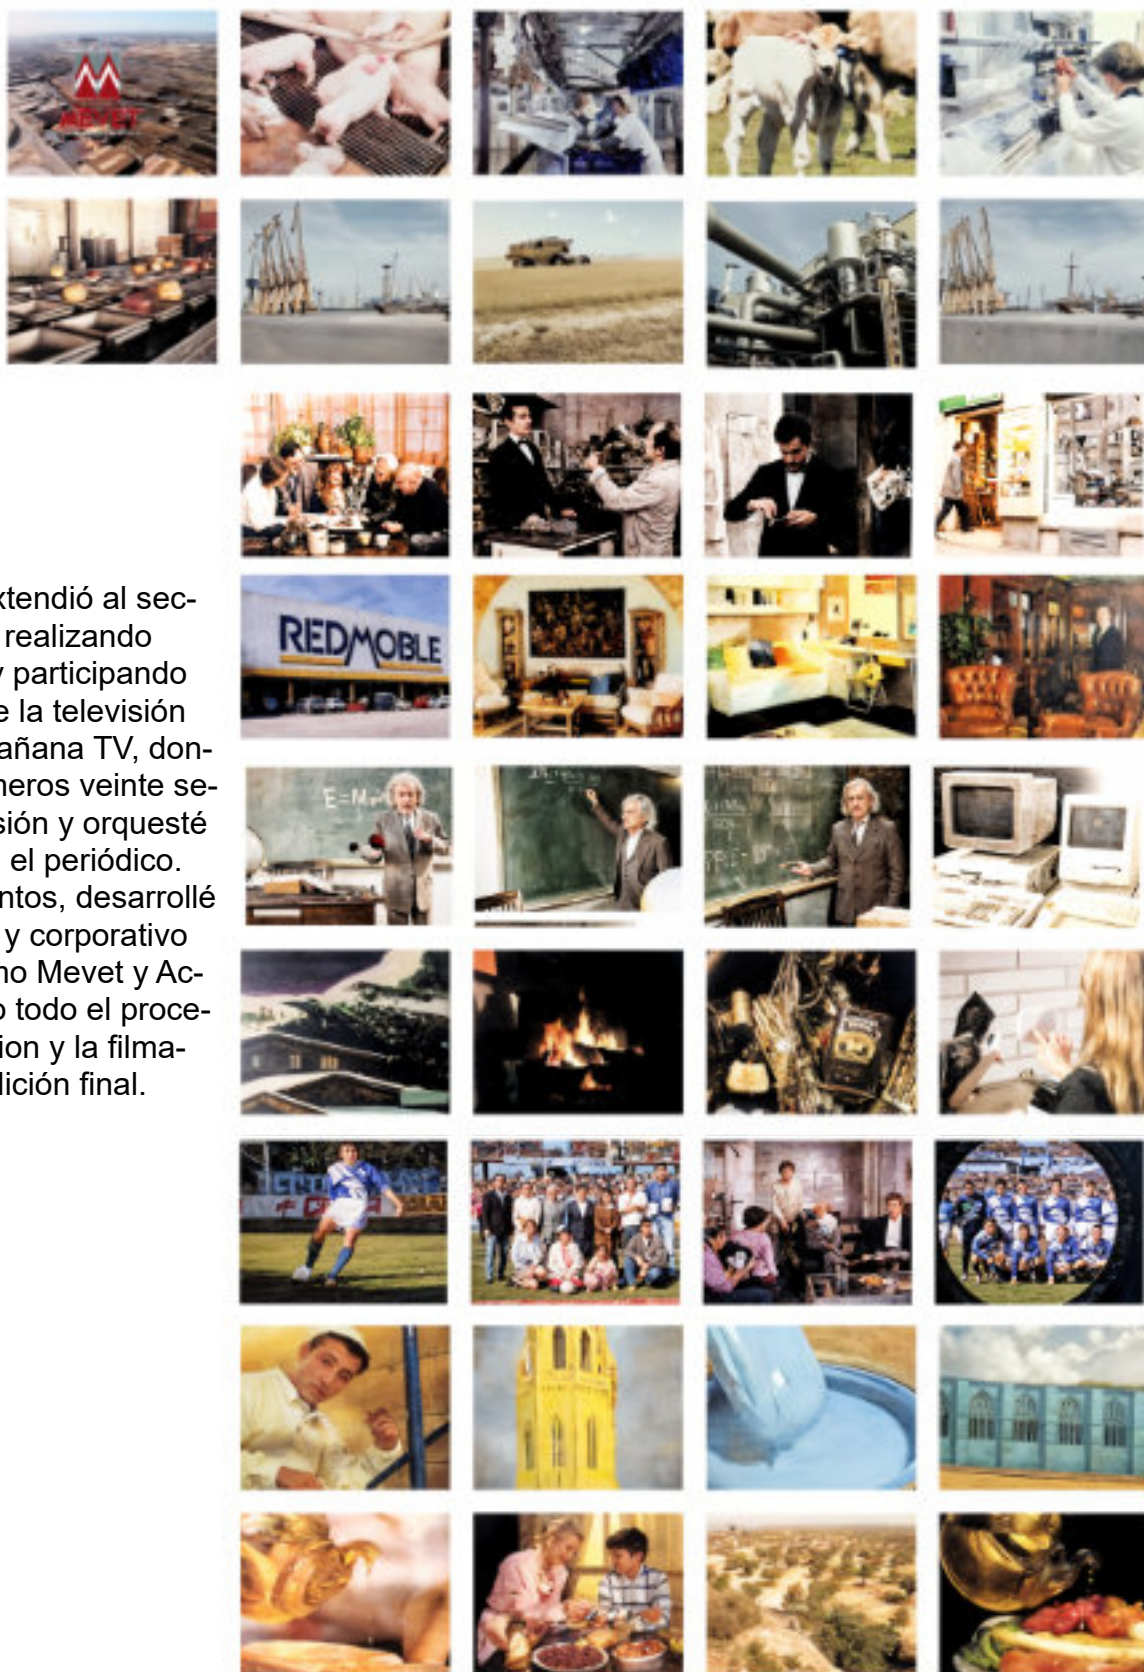 MEVET
xtendió al sec-
realizando
y participando
e la televisión
añana TV, don-
neros veinte se-
sión y orquesté
el periódico.
ntos, desarrollé
y corporativo
no Mevet y Ac-
o todo el proce-
ion y la filma-
lición final.
REDMOBLE